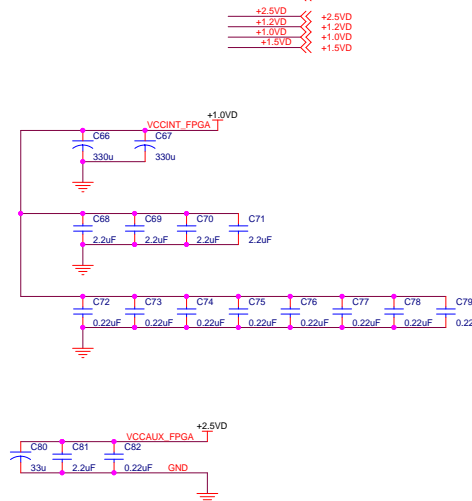 +2.5VD +2.5VD
+1.2VD +1.2VD
+1.0VD +1.0VD
+1.5VD +1.5VD
+1.0VD
VCCINT_FPGA
C66 C67
330u 330u
C68 C69 C70 C71
2.2uF 2.2uF 2.2uF 2.2uF
C72 C73 C74 C75 C76 C77 C78 C79
0.22uF 0.22uF 0.22uF 0.22uF 0.22uF 0.22uF 0.22uF 0.22
+2.5VD
VCCAUX_FPGA
C80 C81 C82
33u 2.2uF 0.22uF GND